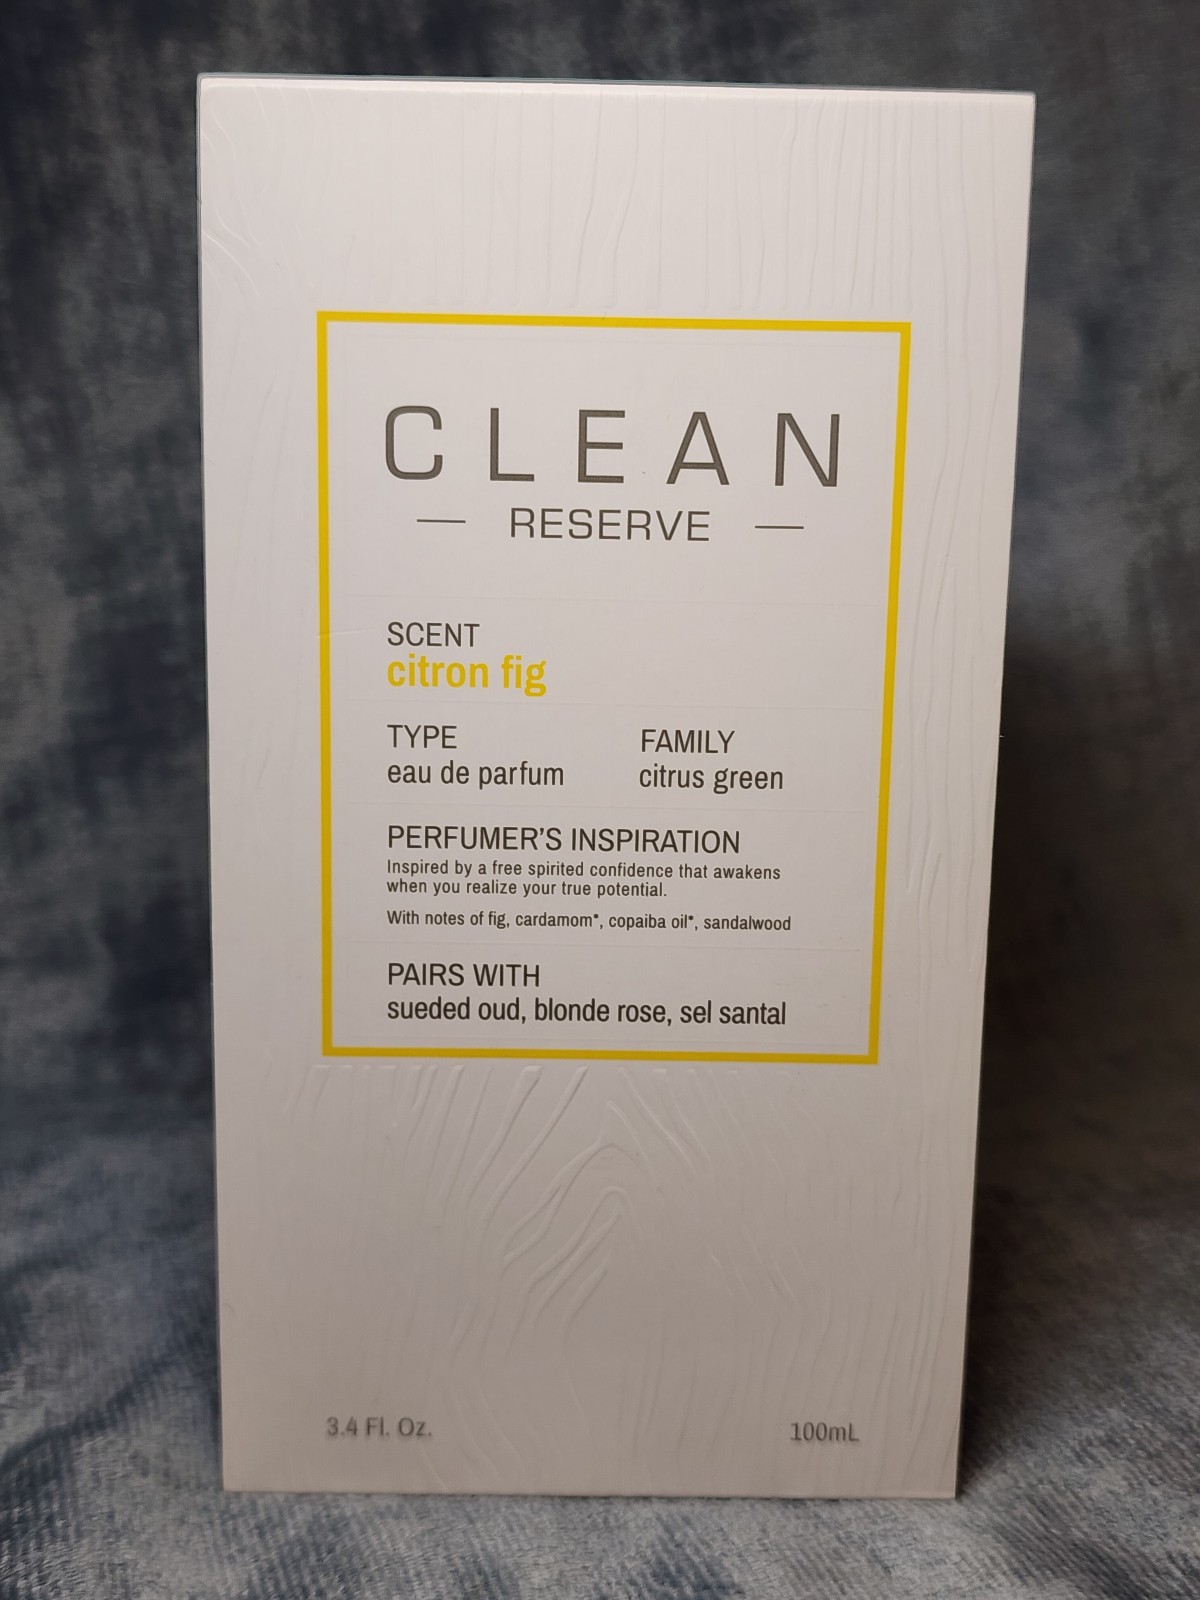 CLEAN
— RESERVE —
SCENT
citron fig
TYPE
eau de parfum
FAMILY
citrus green
PERFUMER'S INSPIRATION
Inspired by a free spirited confidence that awakens
when you realize your true potential.
With notes of fig, cardamom*, copaiba oil*, sandalwood
PAIRS WITH
sueded oud, blonde rose, sel santal
3.4 Fl. Oz.
100mL